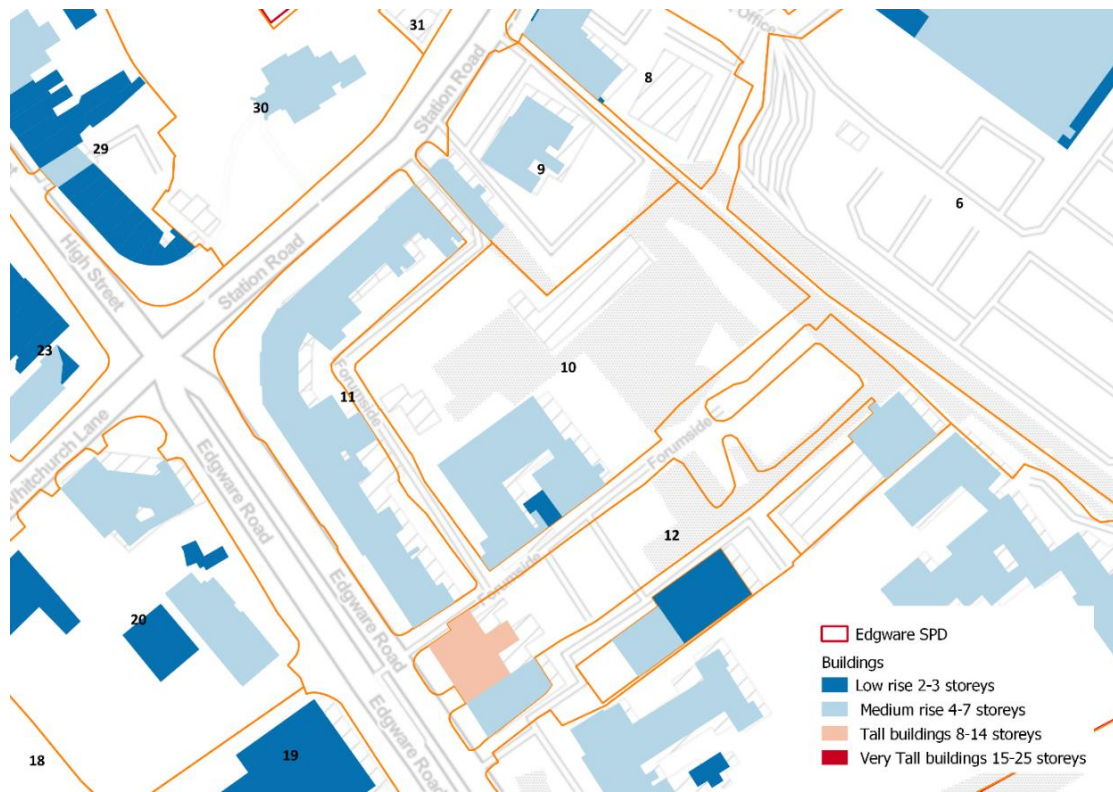 31
Office
Station Road
8
30
29
9
6
High Street
Station Road
23
10
11
Forumside
Whitchurch Lane
Edgware Road
Forumside
12
Forumside
20
Edgware Road
18
19
Edgware Road
Edgware SPD
Buildings
Low rise 2-3 storeys
Medium rise 4-7 storeys
Tall buildings 8-14 storeys
Very Tall buildings 15-25 storeys